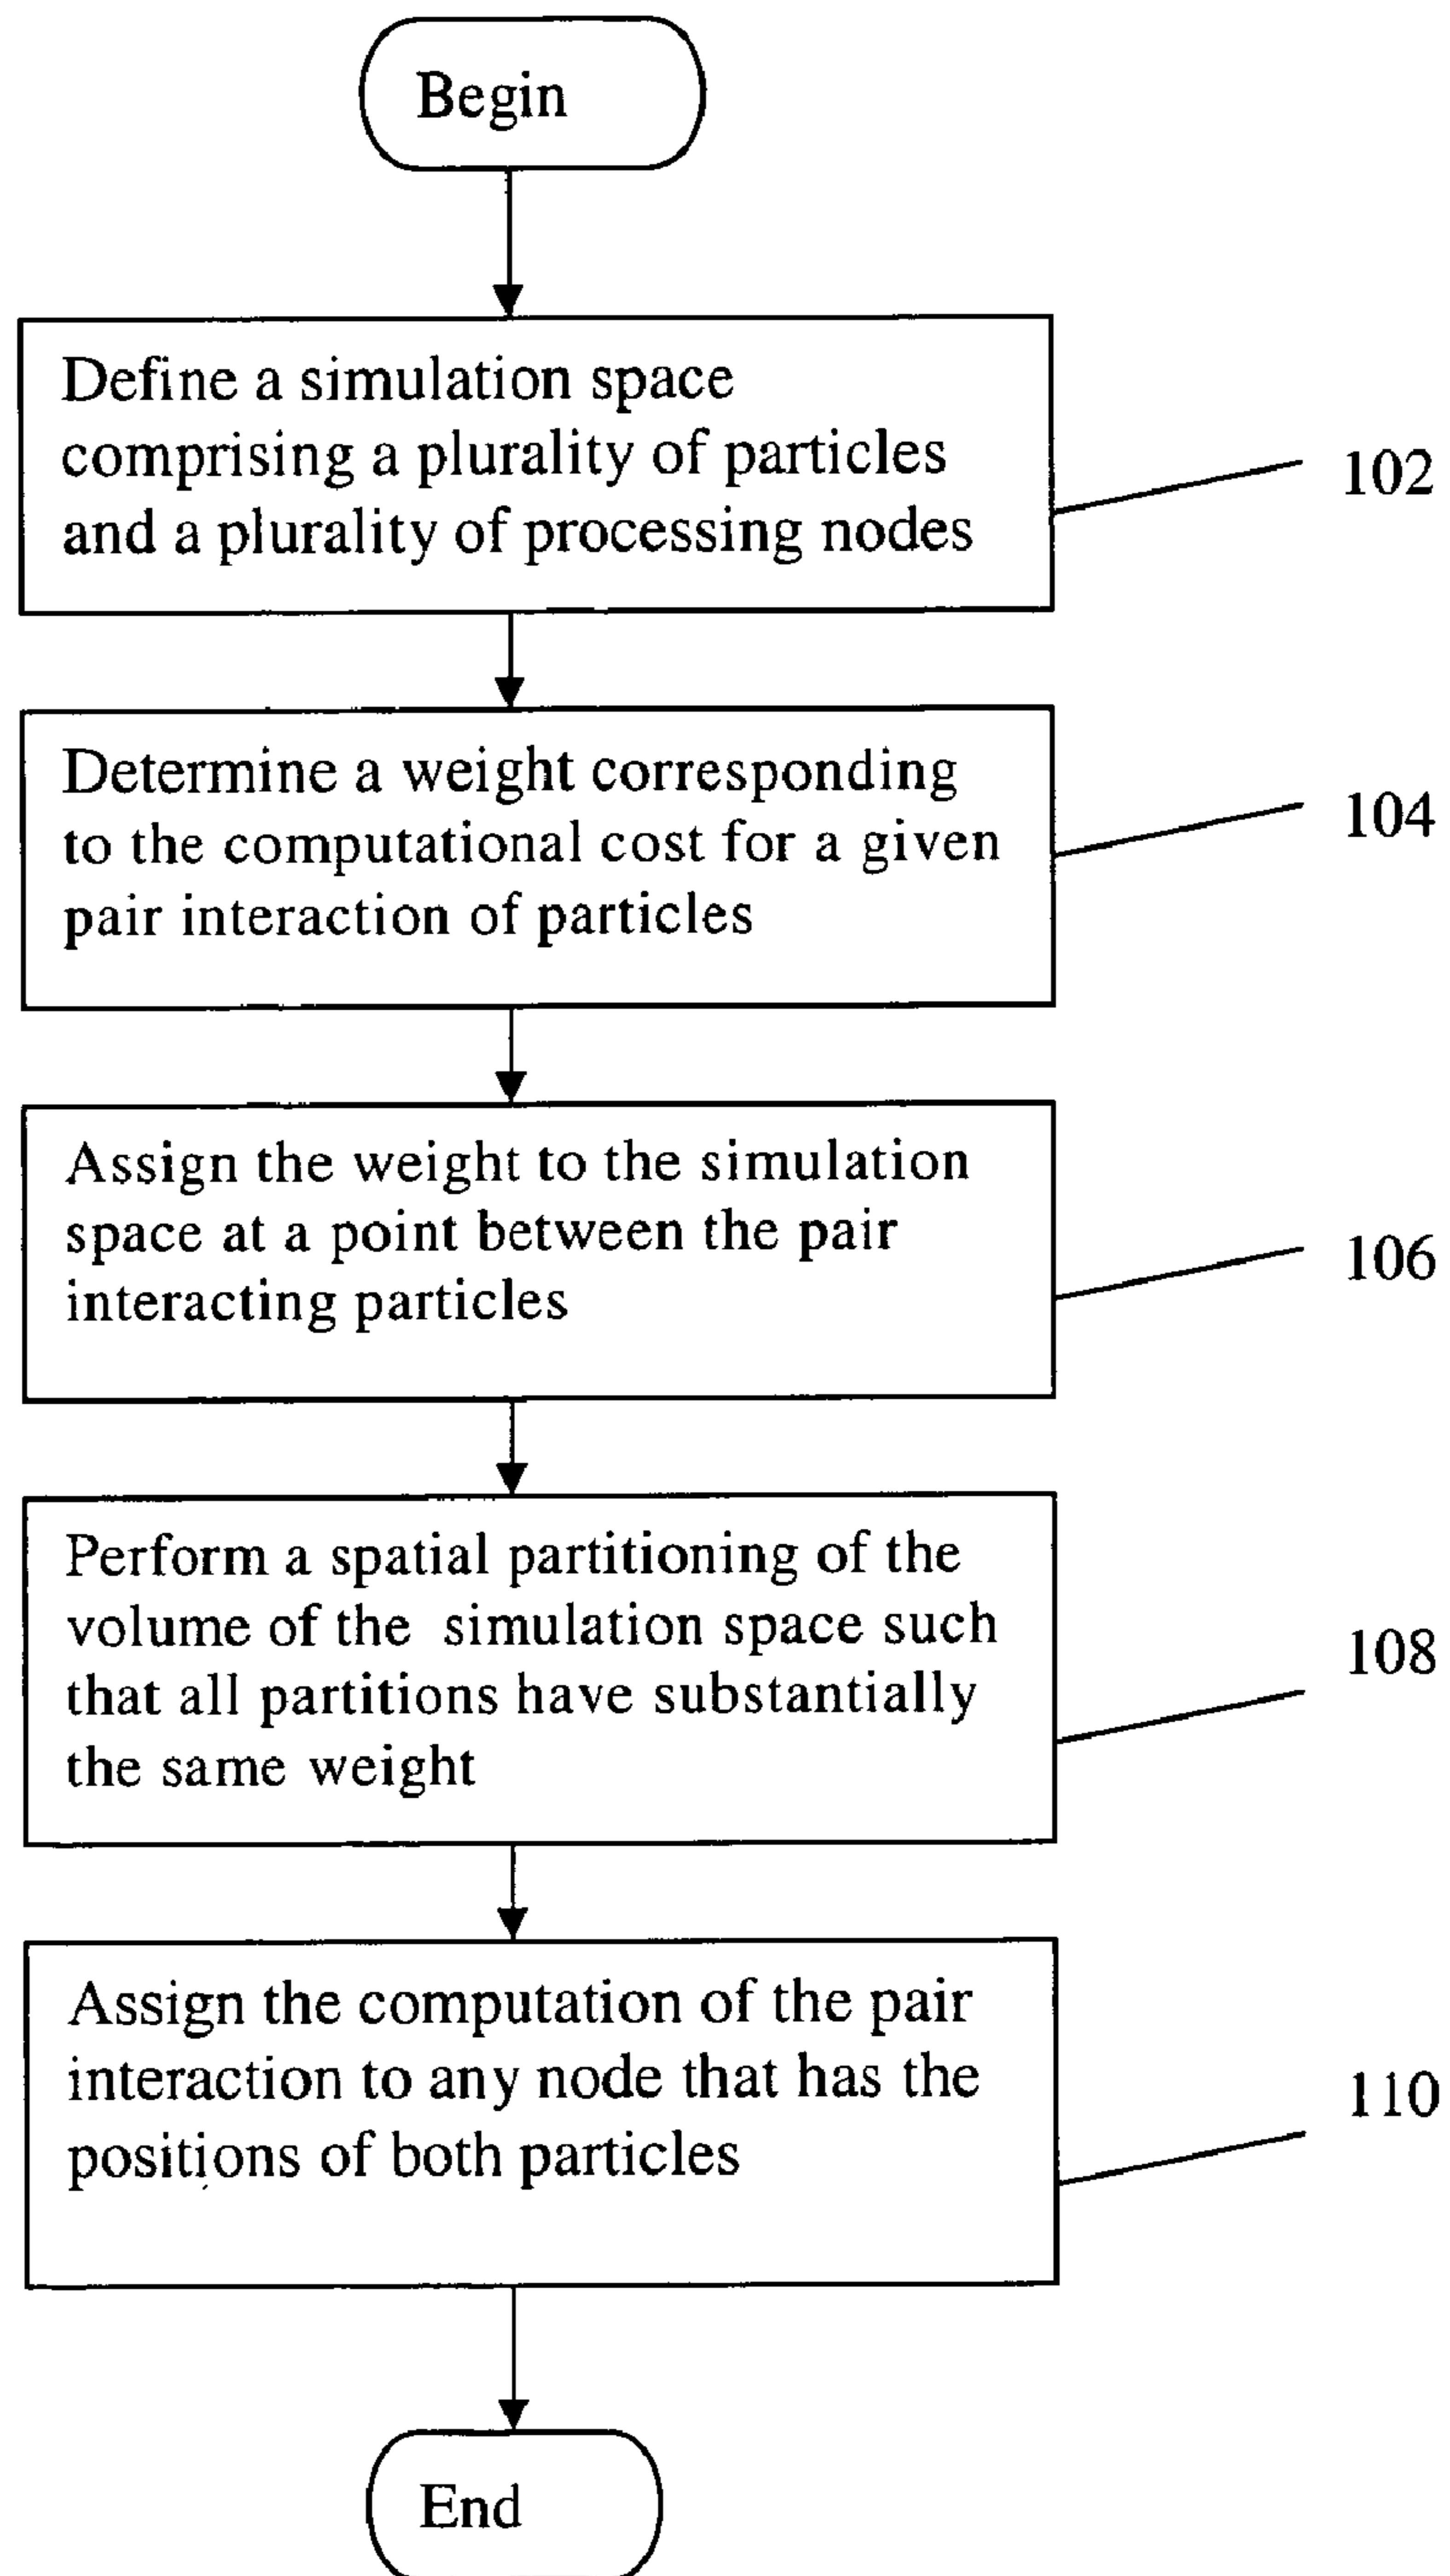 Begin
Define a simulation space
comprising a plurality of particles
and a plurality of processing nodes
102
Determine a weight corresponding
to the computational cost for a given
pair interaction of particles
104
Assign the weight to the simulation
space at a point between the pair
interacting particles
106
Perform a spatial partitioning of the
volume of the simulation space such
that all partitions have substantially
the same weight
108
Assign the computation of the pair
interaction to any node that has the
positions of both particles
110
End